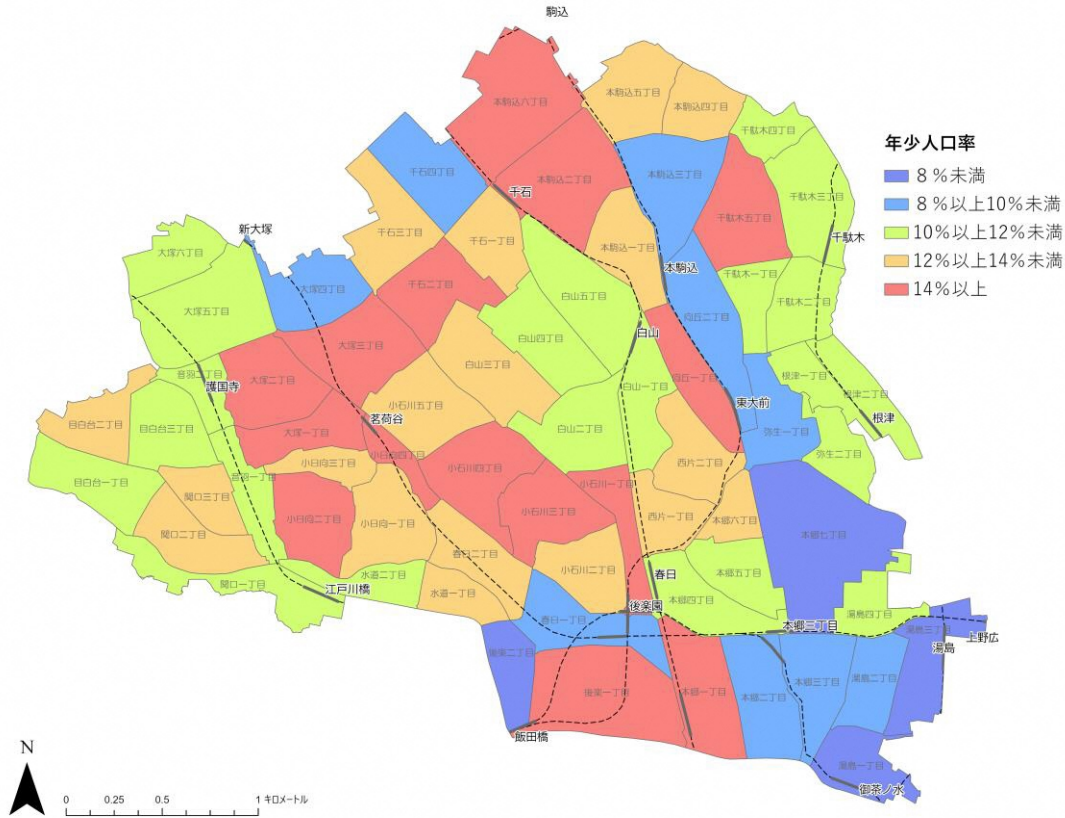 駒込
本駒込六丁目
本駒込五丁目
本駒込四丁目
千駄木四丁目
年少人口率
8%未満
8%以上10%未満
10%以上12%未満
12%以上14%未満
14%以上
千石四丁目
本駒込二丁目
本駒込三丁目
千石
千駄木三丁目
千駄木五丁目
千駄木
新大塚
千石三丁目
千石一丁目
本駒込一丁目
大塚六丁目
本駒込
千駄木一丁目
大塚四丁目
千石二丁目
白山五丁目
千駄木二丁目
大塚五丁目
向丘二丁目
白山四丁目
白山
大塚三丁目
白山三丁目
音羽二丁目
護国寺
大塚二丁目
白山一丁目
向丘一丁目
根津一丁目
根津二丁目
小石川五丁目
東大前
根津
目白台二丁目
目白台三丁目
大塚一丁目
茗荷谷
白山二丁目
弥生一丁目
小日向四丁目
弥生二丁目
小日向三丁目
小石川四丁目
西片二丁目
目白台一丁目
音羽一丁目
小石川一丁目
関口三丁目
小日向二丁目
小日向一丁目
小石川三丁目
西片一丁目
本郷六丁目
関口二丁目
本郷七丁目
春日二丁目
小石川二丁目
春日
本郷五丁目
水道二丁目
関口一丁目
江戸川橋
水道一丁目
後楽園
本郷四丁目
湯島四丁目
春日一丁目
本郷三丁目
湯島三丁目
上野広
湯島
後楽二丁目
後楽一丁目
本郷一丁目
本郷二丁目
本郷三丁目
湯島二丁目
飯田橋
湯島一丁目
御茶ノ水
N
0 0.25 0.5 1 キロメートル